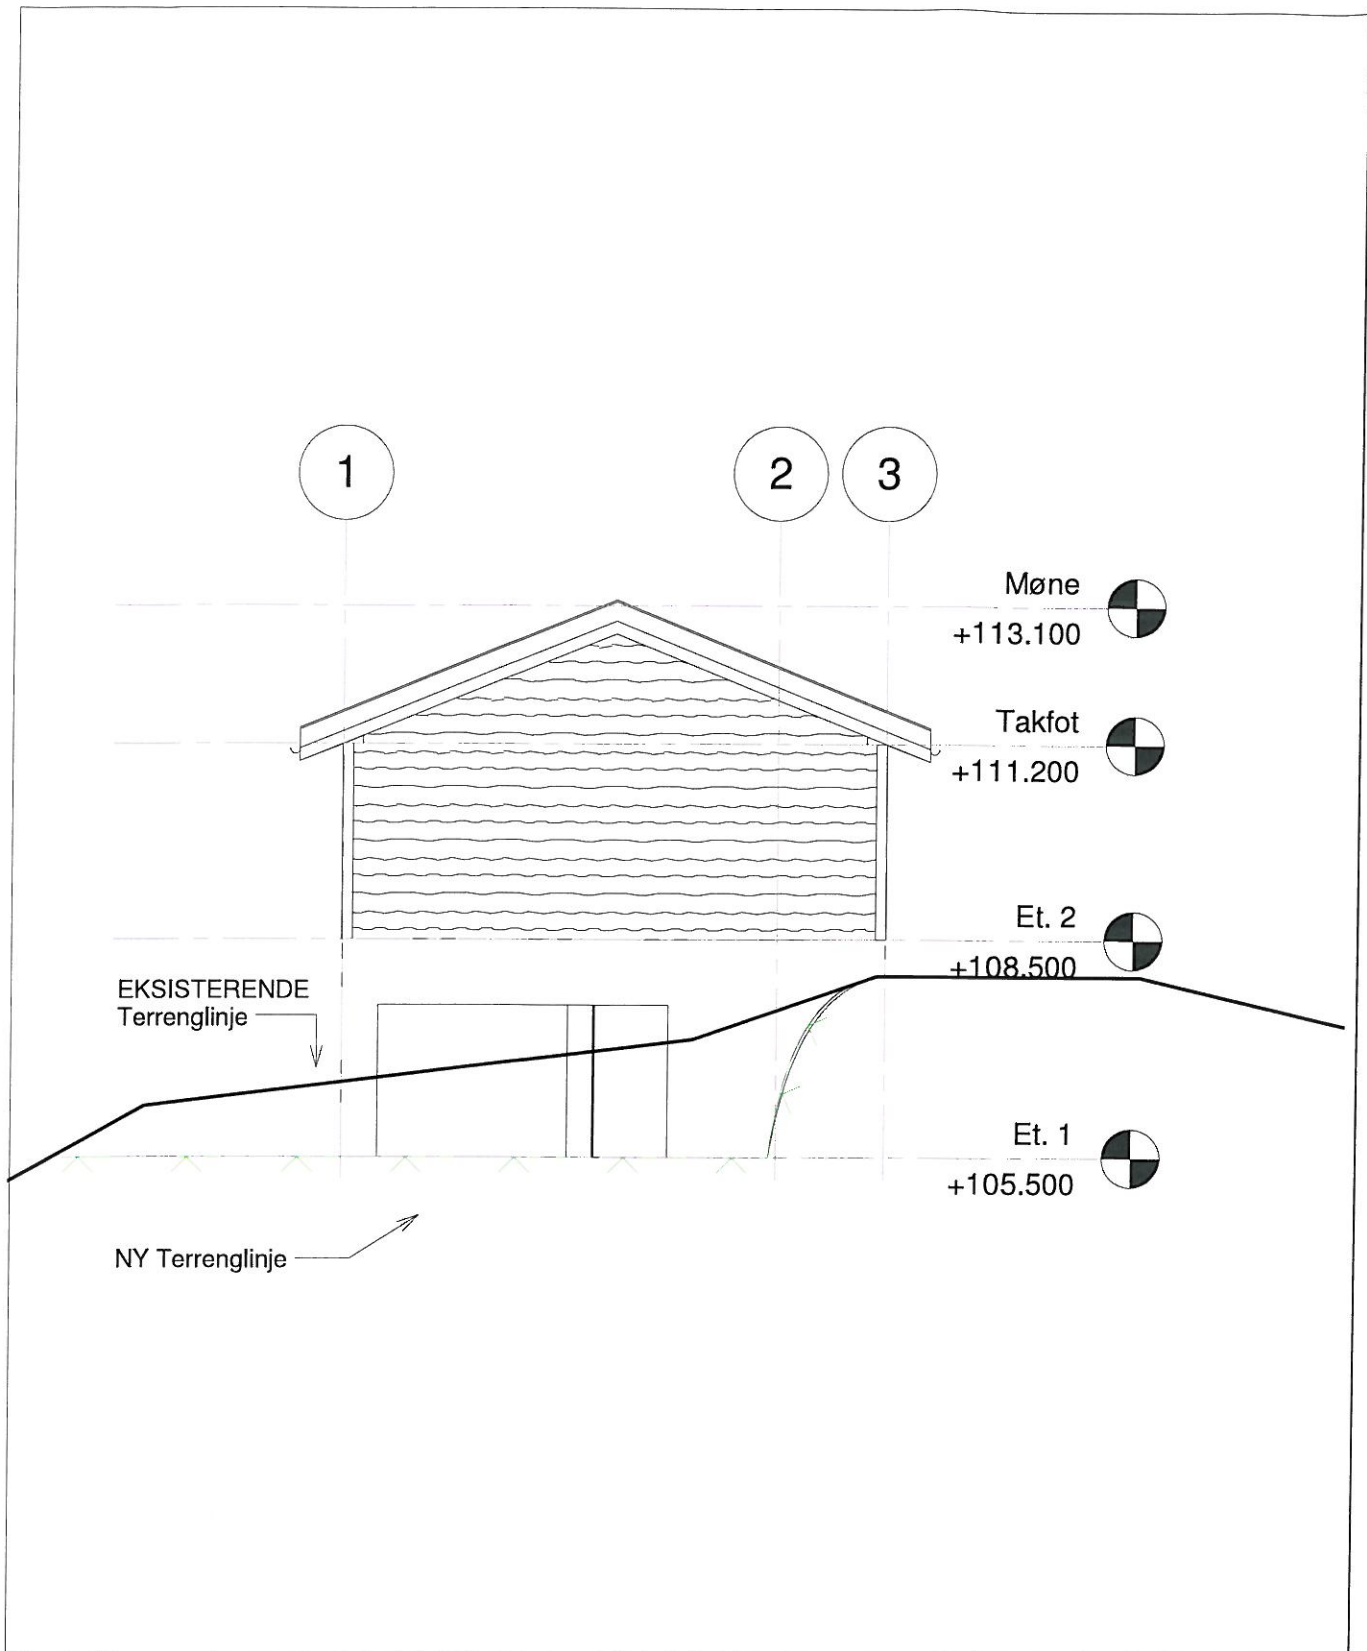 1
2
3
Møne
+113.100
Takfot
+111.200
Et. 2
+108.500
EKSISTERENDE
Terrenglinje
Et. 1
+105.500
NY Terrenglinje